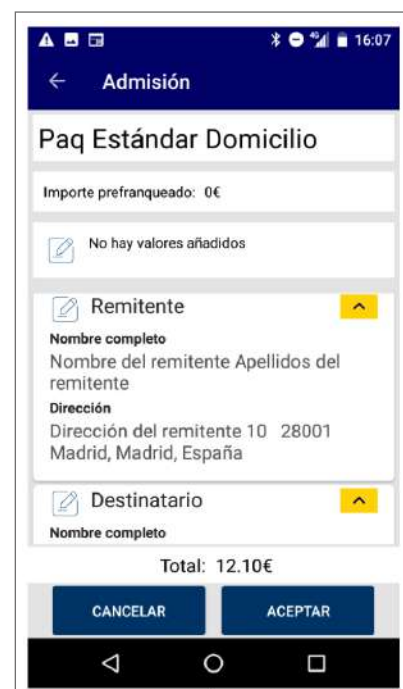 4G 16:07
Admisión
Paq Estándar Domicilio
Importe prefranqueado: 0€
No hay valores añadidos
Remitente
Nombre completo
Nombre del remitente Apellidos del
remitente
Dirección
Dirección del remitente 10 28001
Madrid, Madrid, España
Destinatario
Nombre completo
Total: 12.10€
CANCELAR ACEPTAR